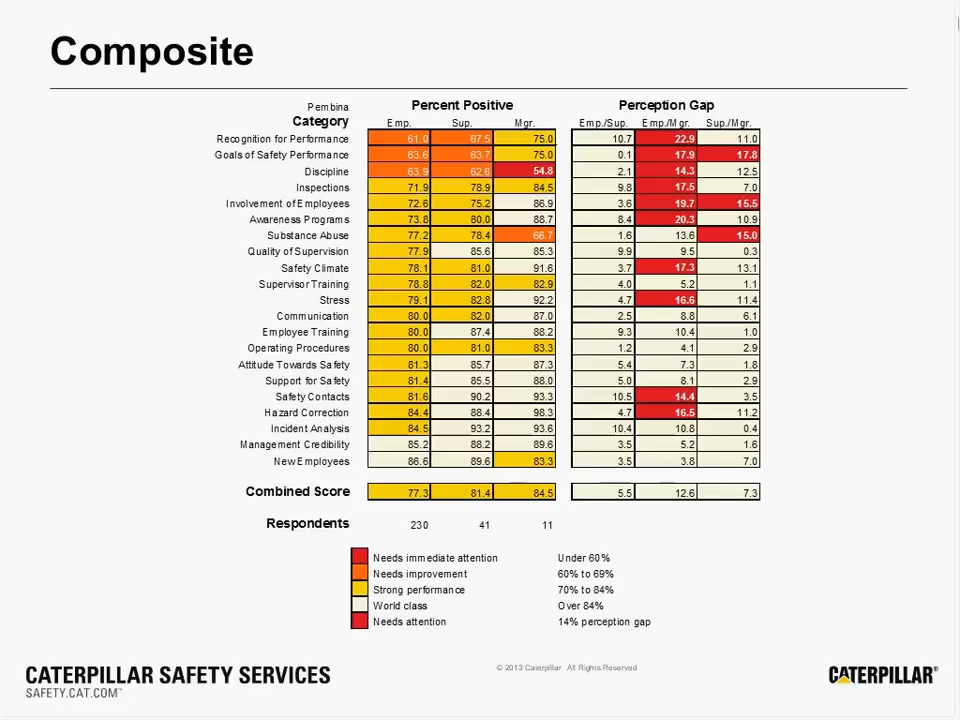 Composite
Pembina Percent Positive Perception Gap
Category Emp. Sup. Mgr. Emp./Sup. Emp./Mgr. Sup./Mgr.
Recognition for Performance 61.0 67.5 75.0 10.7 22.9 11.0
Goals of Safety Performance 63.6 63.7 75.0 0.1 17.9 17.8
Discipline 63.9 62.6 54.8 2.1 14.3 12.5
Inspections 71.9 78.9 84.5 9.8 17.5 7.0
Involvement of Employees 72.6 75.2 86.9 3.6 19.7 15.5
Awareness Programs 73.8 80.0 88.7 8.4 20.3 10.9
Substance Abuse 77.2 78.4 66.7 1.6 13.6 15.0
Quality of Supervision 77.9 85.6 85.3 9.9 9.5 0.3
Safety Climate 78.1 81.0 91.6 3.7 17.3 13.1
Supervisor Training 78.8 82.0 82.9 4.0 5.2 1.1
Stress 79.1 82.8 92.2 4.7 16.6 11.4
Communication 80.0 82.0 87.0 2.5 8.8 6.1
Employee Training 80.0 87.4 88.2 9.3 10.4 1.0
Operating Procedures 80.0 81.0 83.3 1.2 4.1 2.9
Attitude Towards Safety 81.3 85.7 87.3 5.4 7.3 1.8
Support for Safety 81.4 85.5 88.0 5.0 8.1 2.9
Safety Contacts 81.6 90.2 93.3 10.5 14.4 3.5
Hazard Correction 84.4 88.4 98.3 4.7 16.5 11.2
Incident Analysis 84.5 93.2 93.6 10.4 10.8 0.4
Management Credibility 85.2 88.2 89.6 3.5 5.2 1.6
New Employees 86.6 89.6 83.3 3.5 3.8 7.0
Combined Score 77.3 81.4 84.5 5.5 12.6 7.3
Respondents 230 41 11
Needs immediate attention Under 60%
Needs improvement 60% to 69%
Strong performance 70% to 84%
World class Over 84%
Needs attention 14% perception gap
CATERPILLAR SAFETY SERVICES
SAFETY.CAT.COM™
© 2013 Caterpillar All Rights Reserved
CATERPILLAR®